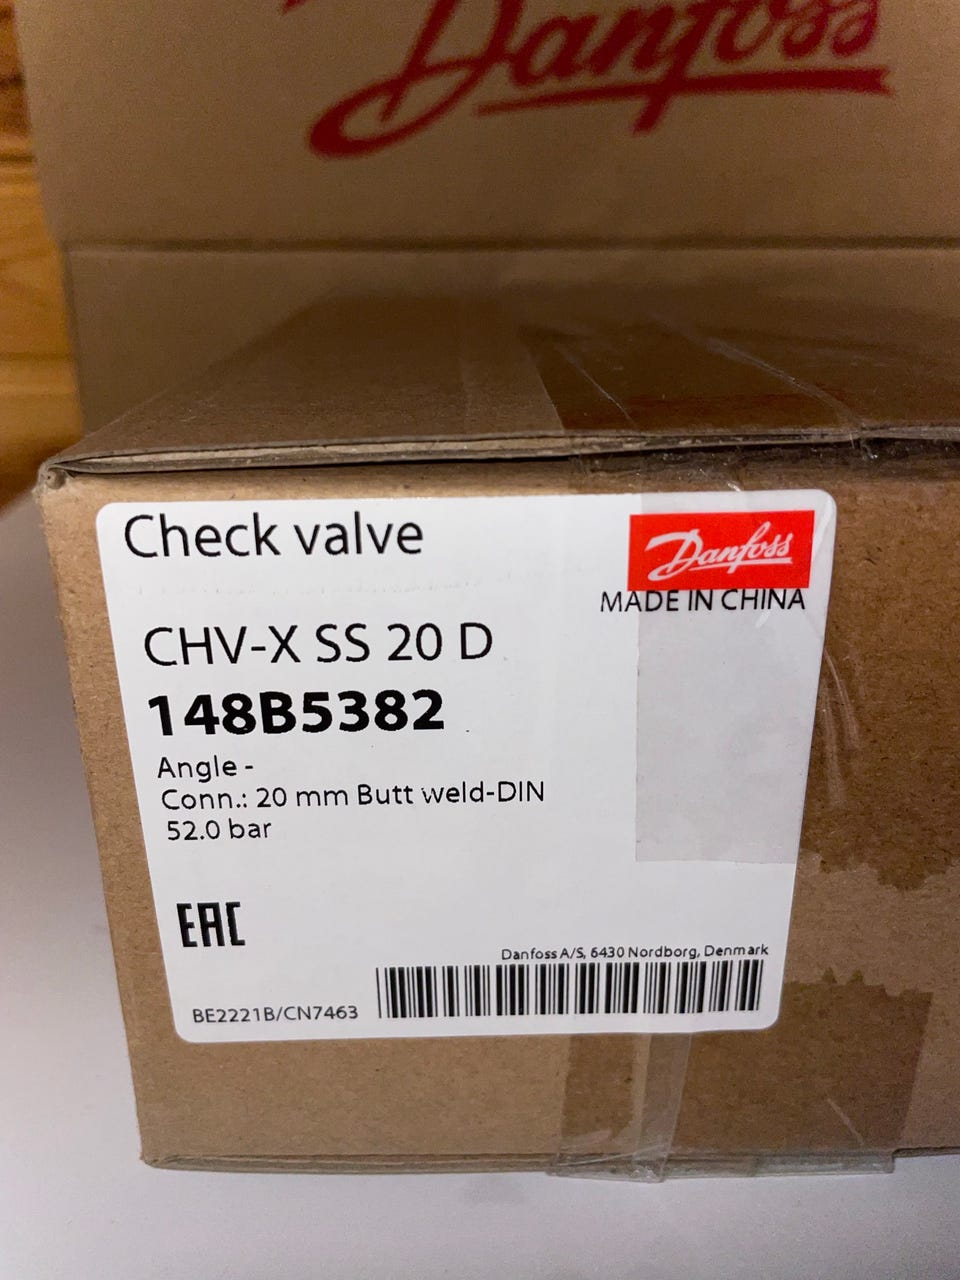 Danfoss
Check valve
Danfoss
MADE IN CHINA
CHV-X SS 20 D
148B5382
Angle -
Conn.: 20 mm Butt weld-DIN
52.0 bar
EAC
Danfoss A/S, 6430 Nordborg, Denmark
BE2221B/CN7463